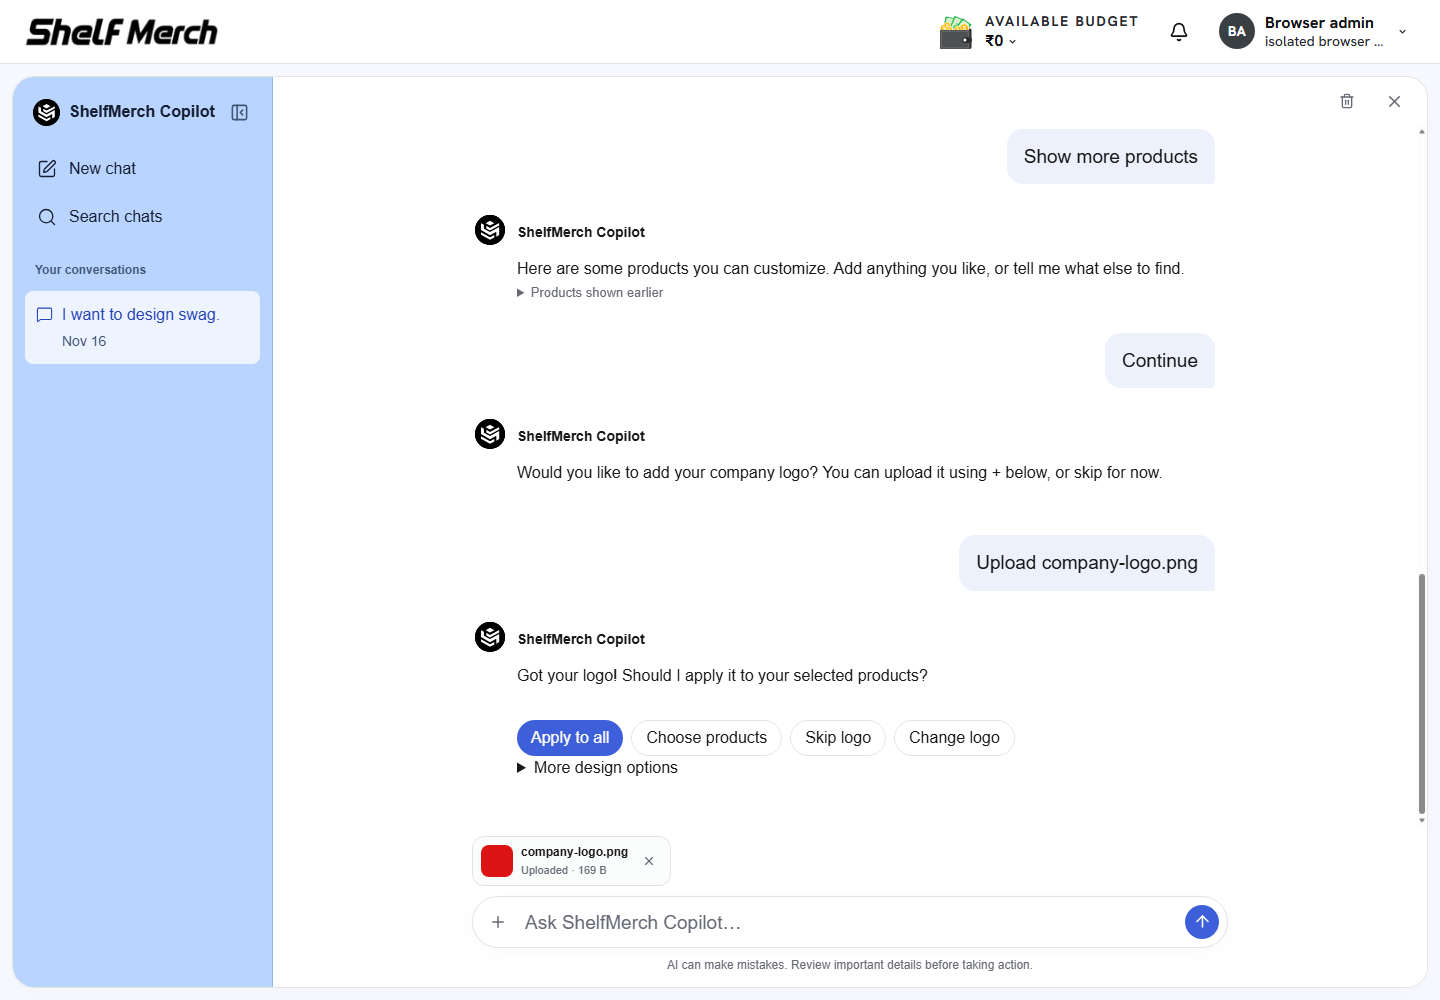 Shelf Merch
AVAILABLE BUDGET
₹0
BA
Browser admin
isolated browser ...
ShelfMerch Copilot
New chat
Search chats
Your conversations
I want to design swag.
Nov 16
Show more products
ShelfMerch Copilot
Here are some products you can customize. Add anything you like, or tell me what else to find.
Products shown earlier
Continue
ShelfMerch Copilot
Would you like to add your company logo? You can upload it using + below, or skip for now.
Upload company-logo.png
ShelfMerch Copilot
Got your logo! Should I apply it to your selected products?
Apply to all
Choose products
Skip logo
Change logo
More design options
company-logo.png
Uploaded · 169 B
Ask ShelfMerch Copilot…
AI can make mistakes. Review important details before taking action.